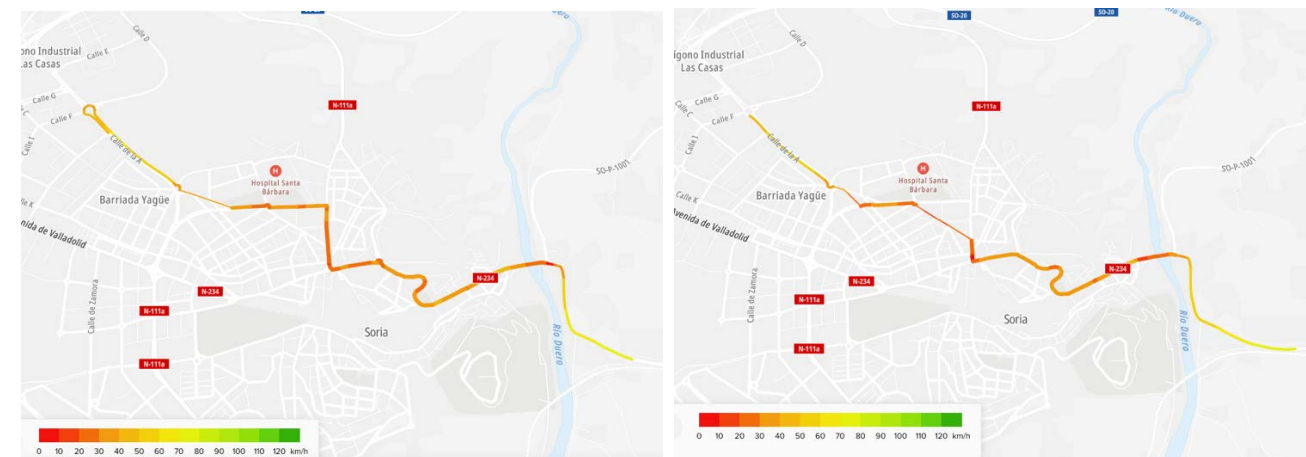 SO-20
SO-20
Río Duero
Calle D
Calle D
ono Industrial
Las Casas
Calle E
ígono Industrial
Las Casas
Calle G
Calle G
N-111a
N-111a
Calle F
Calle C
Calle F
Calle I
Calle I
Calle de la A
Calle de la A
SO-P-1001
SO-P-1001
H
H
Hospital Santa
Bárbara
Hospital Santa
Bárbara
Barriada Yagüe
Barriada Yagüe
lle K
Calle K
nida de Valladolid
Avenida de Valladolid
N-234
N-234
Calle de Zamora
Calle de Zamora
N-234
N-234
N-111a
N-111a
Soria
Soria
Río Duero
Río Duero
N-111a
N-111a
0 10 20 30 40 50 60 70 80 90 100 110 120 km/h
0 10 20 30 40 50 60 70 80 90 100 110 120 km/h